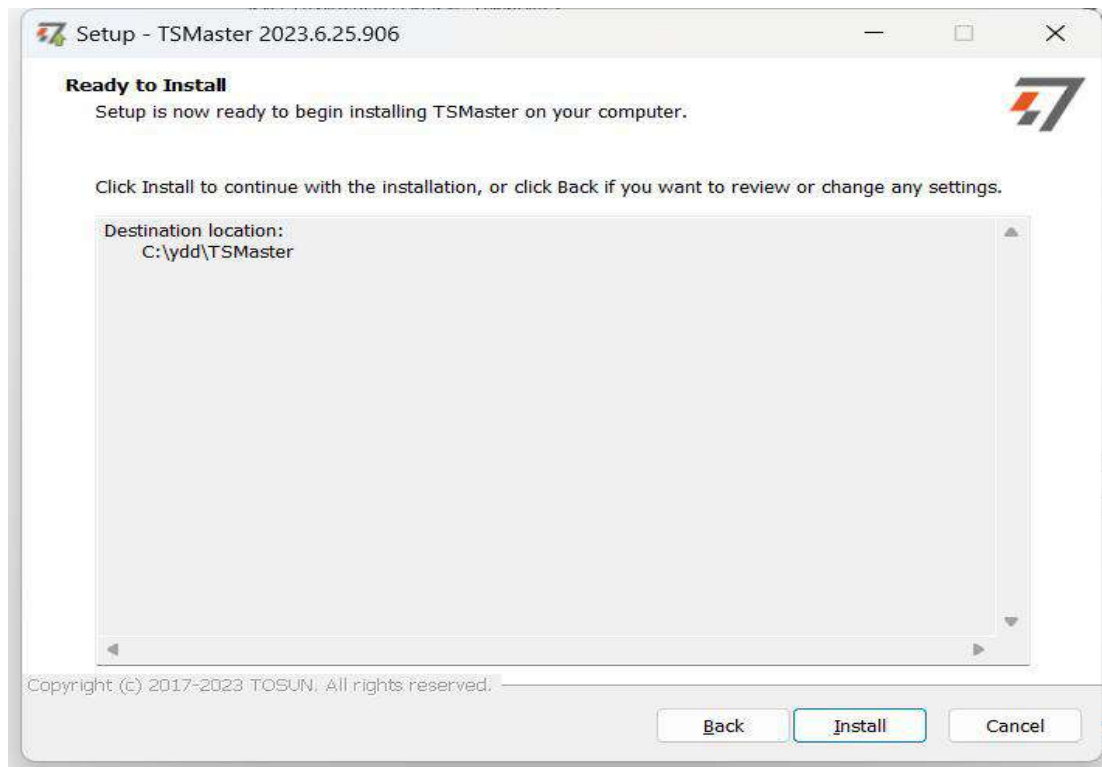 Setup - TSMaster 2023.6.25.906
Ready to Install
Setup is now ready to begin installing TSMaster on your computer.
Click Install to continue with the installation, or click Back if you want to review or change any settings.
Destination location:
C:\ydd\TSMaster
Copyright (c) 2017-2023 TOSUN. All rights reserved.
Back
Install
Cancel